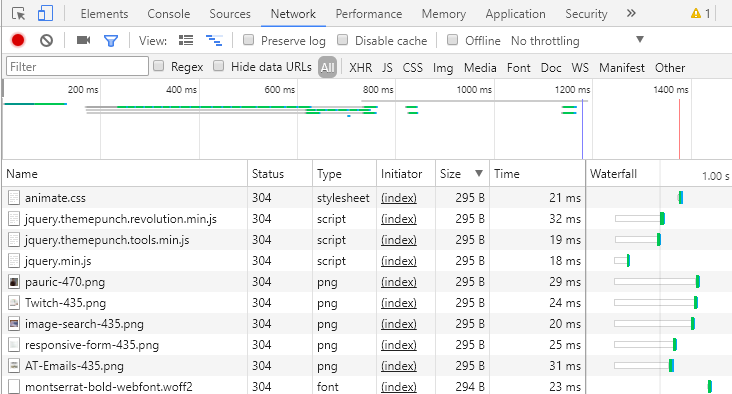 Elements Console Sources Network Performance Memory Application Security » 1
View: Preserve log Disable cache Offline No throttling
Filter Regex Hide data URLs All XHR JS CSS Img Media Font Doc WS Manifest Other
200 ms 400 ms 600 ms 800 ms 1000 ms 1200 ms 1400 ms
Name Status Type Initiator Size Time Waterfall 1.00 s
animate.css 304 stylesheet (index) 295 B 21 ms
jquery.themepunch.revolution.min.js 304 script (index) 295 B 32 ms
jquery.themepunch.tools.min.js 304 script (index) 295 B 19 ms
jquery.min.js 304 script (index) 295 B 18 ms
pauric-470.png 304 png (index) 295 B 29 ms
Twitch-435.png 304 png (index) 295 B 24 ms
image-search-435.png 304 png (index) 295 B 20 ms
responsive-form-435.png 304 png (index) 295 B 25 ms
AT-Emails-435.png 304 png (index) 295 B 31 ms
montserrat-bold-webfont.woff2 304 font (index) 294 B 23 ms